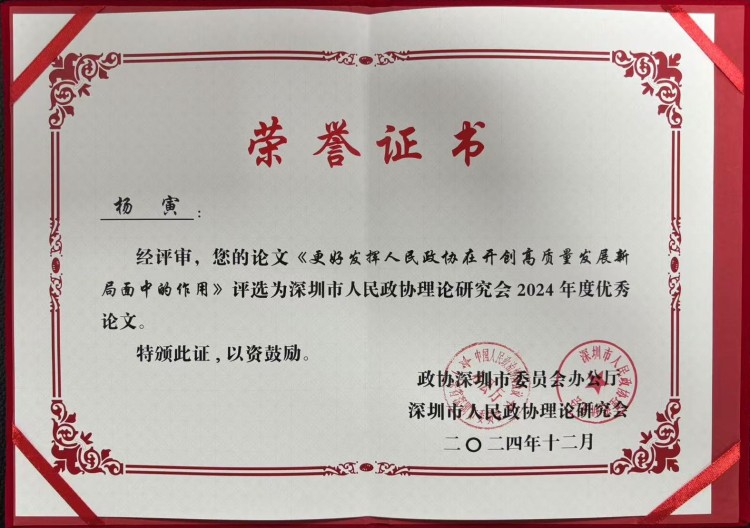 荣誉证书
杨寅：
经评审，您的论文《更好发挥人民政协在开创高质量发展新
局面中的作用》评选为深圳市人民政协理论研究会2024年度优秀
论文。
特颁此证，以资鼓励。
政协深圳市委员会办公厅
深圳市人民政协理论研究会
二〇二四年十二月